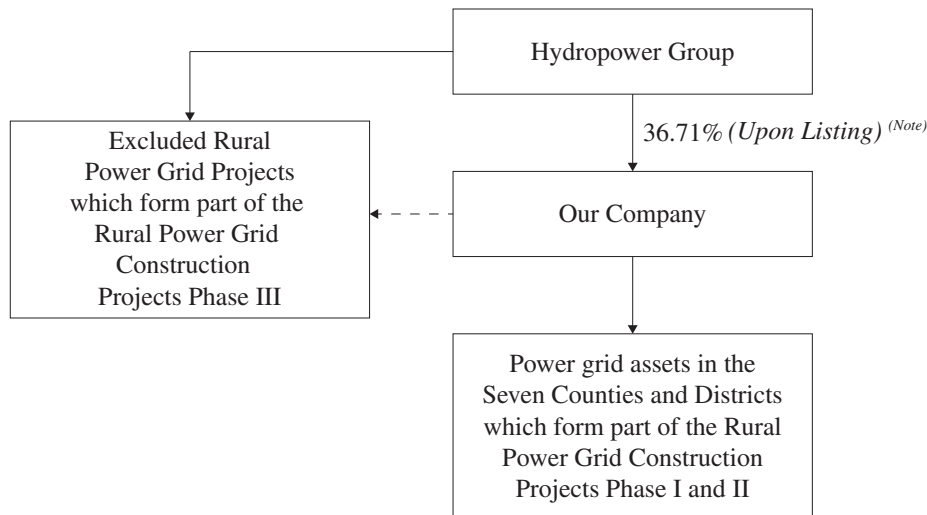 Hydropower Group
36.71% (Upon Listing) (Note)
Excluded Rural
Power Grid Projects
which form part of the
Rural Power Grid
Construction
Projects Phase III
Our Company
Power grid assets in the
Seven Counties and Districts
which form part of the Rural
Power Grid Construction
Projects Phase I and II